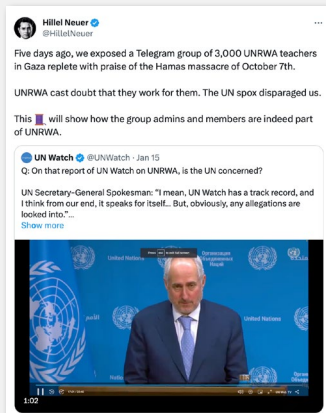 Hillel Neuer
@HillelNeuer
Five days ago, we exposed a Telegram group of 3,000 UNRWA teachers
in Gaza replete with praise of the Hamas massacre of October 7th.
UNRWA cast doubt that they work for them. The UN spox disparaged us.
This 🧵 will show how the group admins and members are indeed part
of UNRWA.
UN Watch @UNWatch · Jan 15
Q: On that report of UN Watch on UNRWA, is the UN concerned?
UN Secretary-General Spokesman: "I mean, UN Watch has a track record, and
I think from our end, it speaks for itself... But, obviously, any allegations are
looked into."...
Show more
United Nations
Организация
Объединенных
Наций
United Nations
1:02